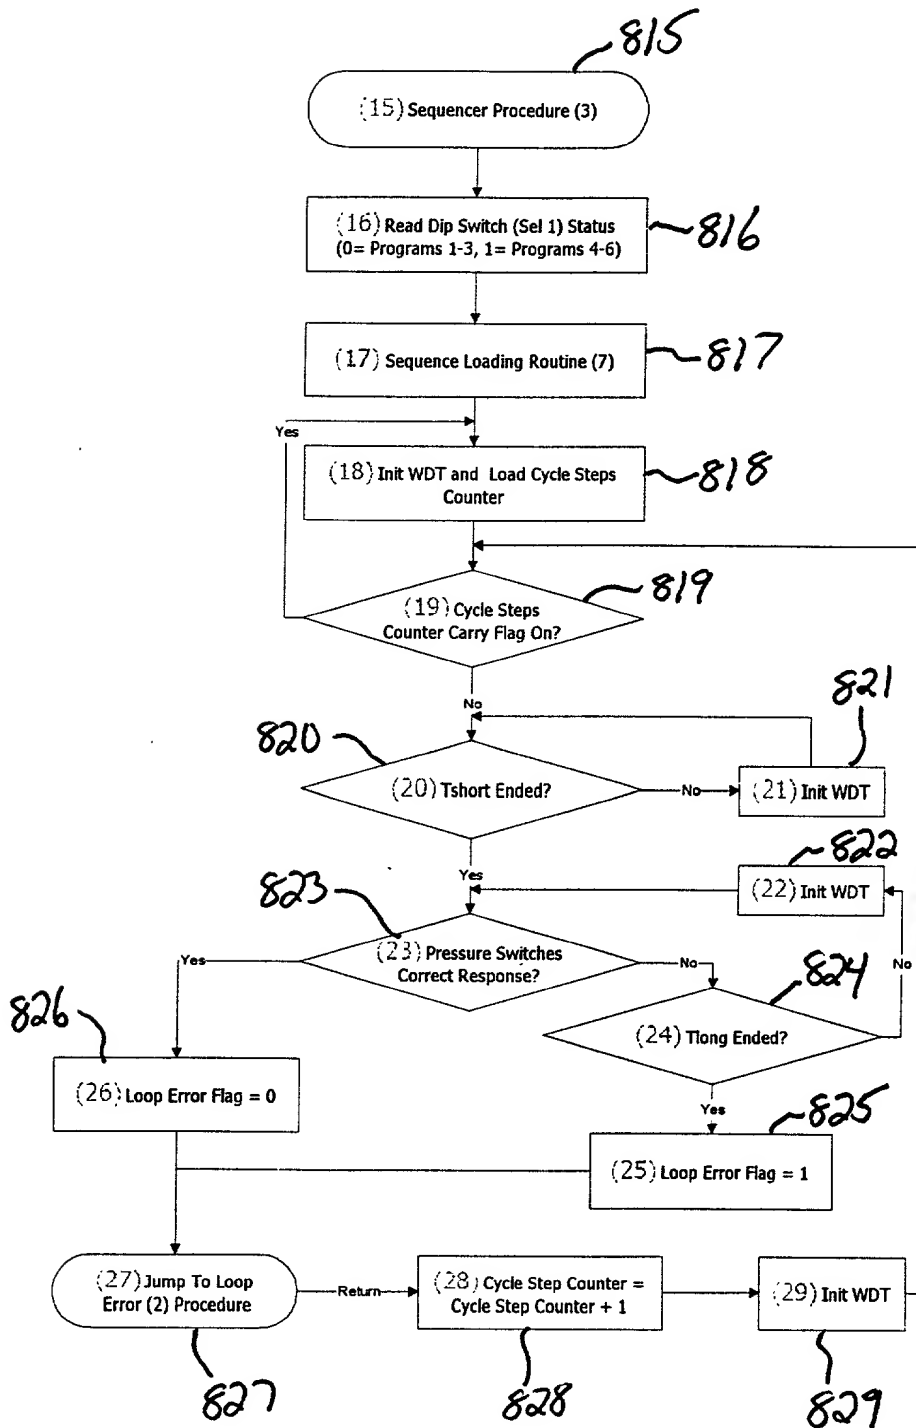 815
(15) Sequencer Procedure (3)
(16) Read Dip Switch (Sel 1) Status
(0= Programs 1-3, 1= Programs 4-6)
816
(17) Sequence Loading Routine (7)
817
Yes
(18) Init WDT and Load Cycle Steps
Counter
818
819
(19) Cycle Steps
Counter Carry Flag On?
No
821
820
(20) Tshort Ended?
No
(21) Init WDT
822
Yes
(22) Init WDT
823
(23) Pressure Switches
Correct Response?
Yes
No
824
No
(24) Tlong Ended?
826
(26) Loop Error Flag = 0
Yes
825
(25) Loop Error Flag = 1
(27) Jump To Loop
Error (2) Procedure
Return
(28) Cycle Step Counter =
Cycle Step Counter + 1
(29) Init WDT
827
828
829